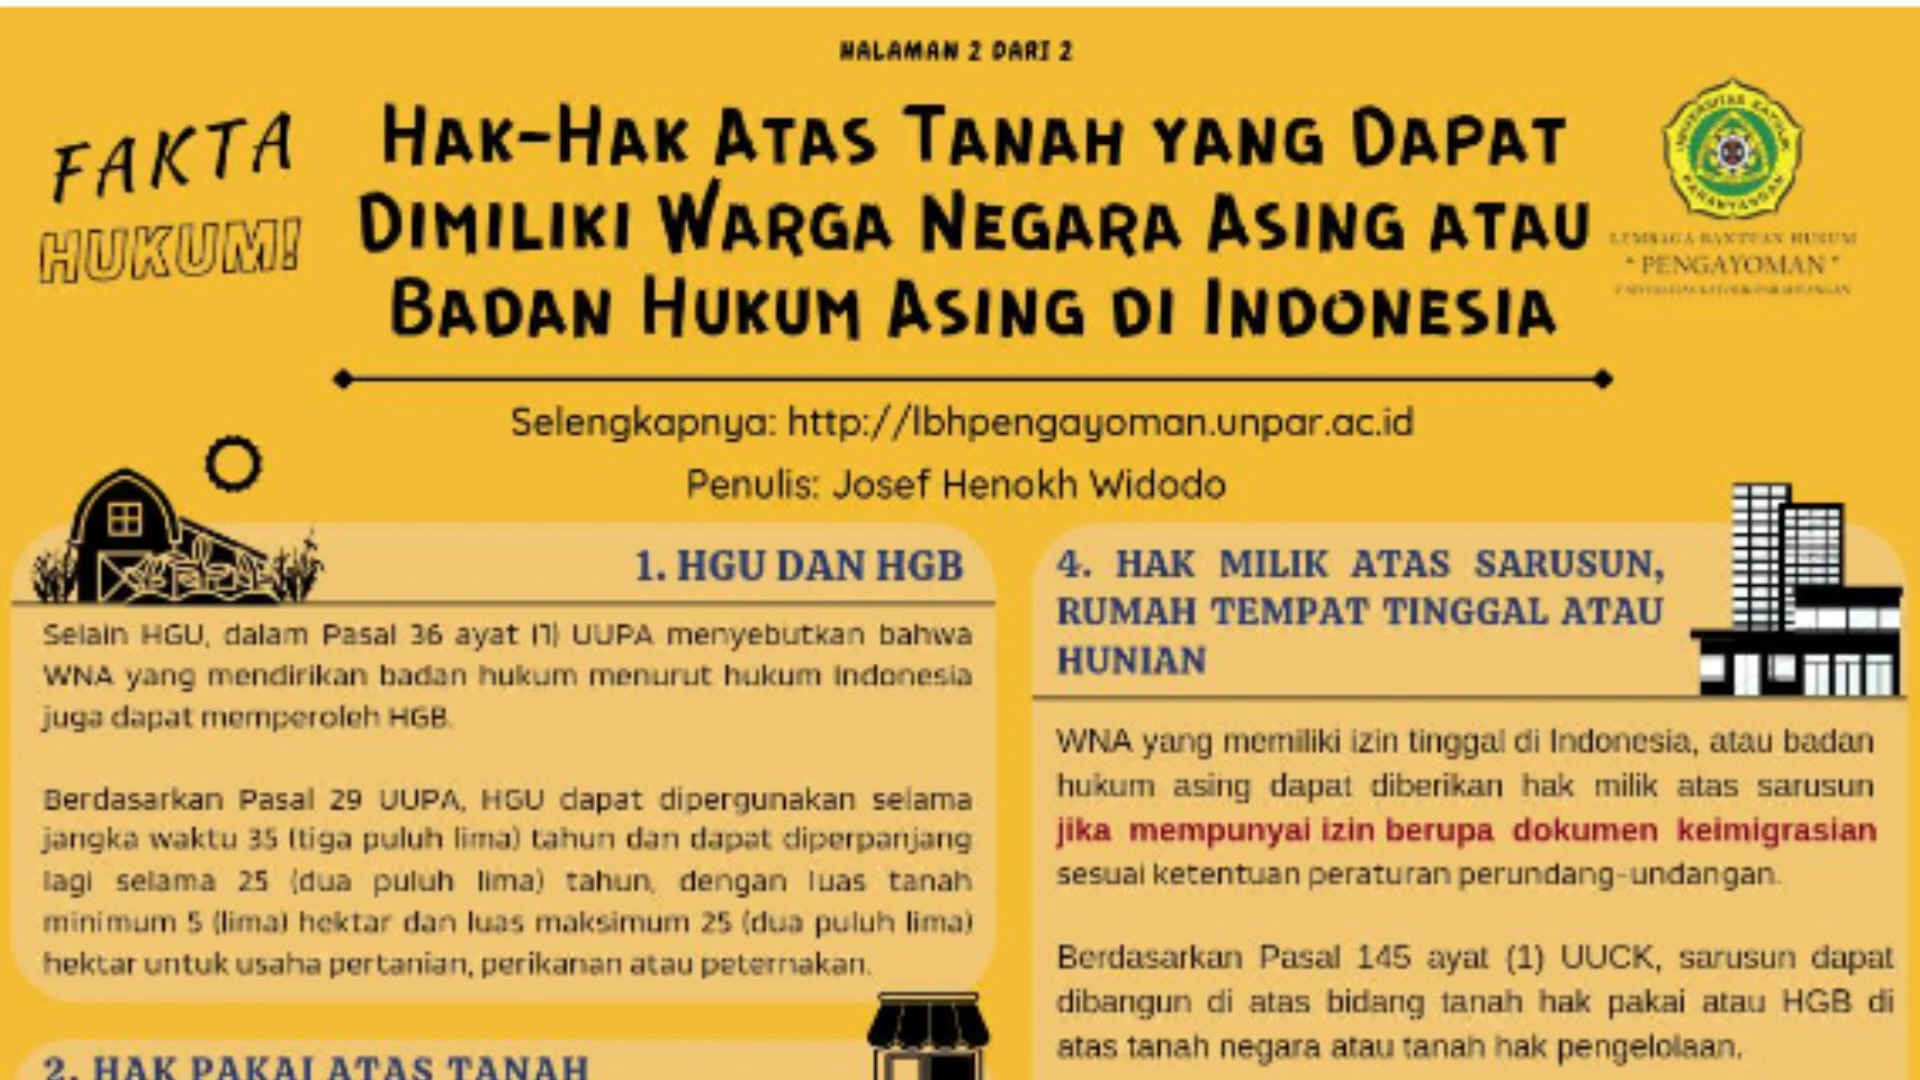 HALAMAN 2 DARI 2
FAKTA
HUKUM!
HAK-HAK ATAS TANAH YANG DAPAT
DIMILIKI WARGA NEGARA ASING ATAU
BADAN HUKUM ASING DI INDONESIA
LEMBAGA BANTUAN HUKUM
"PENGAYOMAN"
Selengkapnya: http://lbhpengayoman.unpar.ac.id
Penulis: Josef Henokh Widodo
1. HGU DAN HGB
Selain HGU, dalam Pasal 36 ayat (1) UUPA menyebutkan bahwa
WNA yang mendirikan badan hukum menurut hukum Indonesia
juga dapat memperoleh HGB.
Berdasarkan Pasal 29 UUPA, HGU dapat dipergunakan selama
jangka waktu 35 (tiga puluh lima) tahun dan dapat diperpanjang
lagi selama 25 (dua puluh lima) tahun, dengan luas tanah
minimum 5 (lima) hektar dan luas maksimum 25 (dua puluh lima)
hektar untuk usaha pertanian, perikanan atau peternakan.
2. HAK PAKAI ATAS TANAH
4. HAK MILIK ATAS SARUSUN,
RUMAH TEMPAT TINGGAL ATAU
HUNIAN
WNA yang memiliki izin tinggal di Indonesia, atau badan
hukum asing dapat diberikan hak milik atas sarusun
jika mempunyai izin berupa dokumen keimigrasian
sesuai ketentuan peraturan perundang-undangan.
Berdasarkan Pasal 145 ayat (1) UUCK, sarusun dapat
dibangun di atas bidang tanah hak pakai atau HGB di
atas tanah negara atau tanah hak pengelolaan.